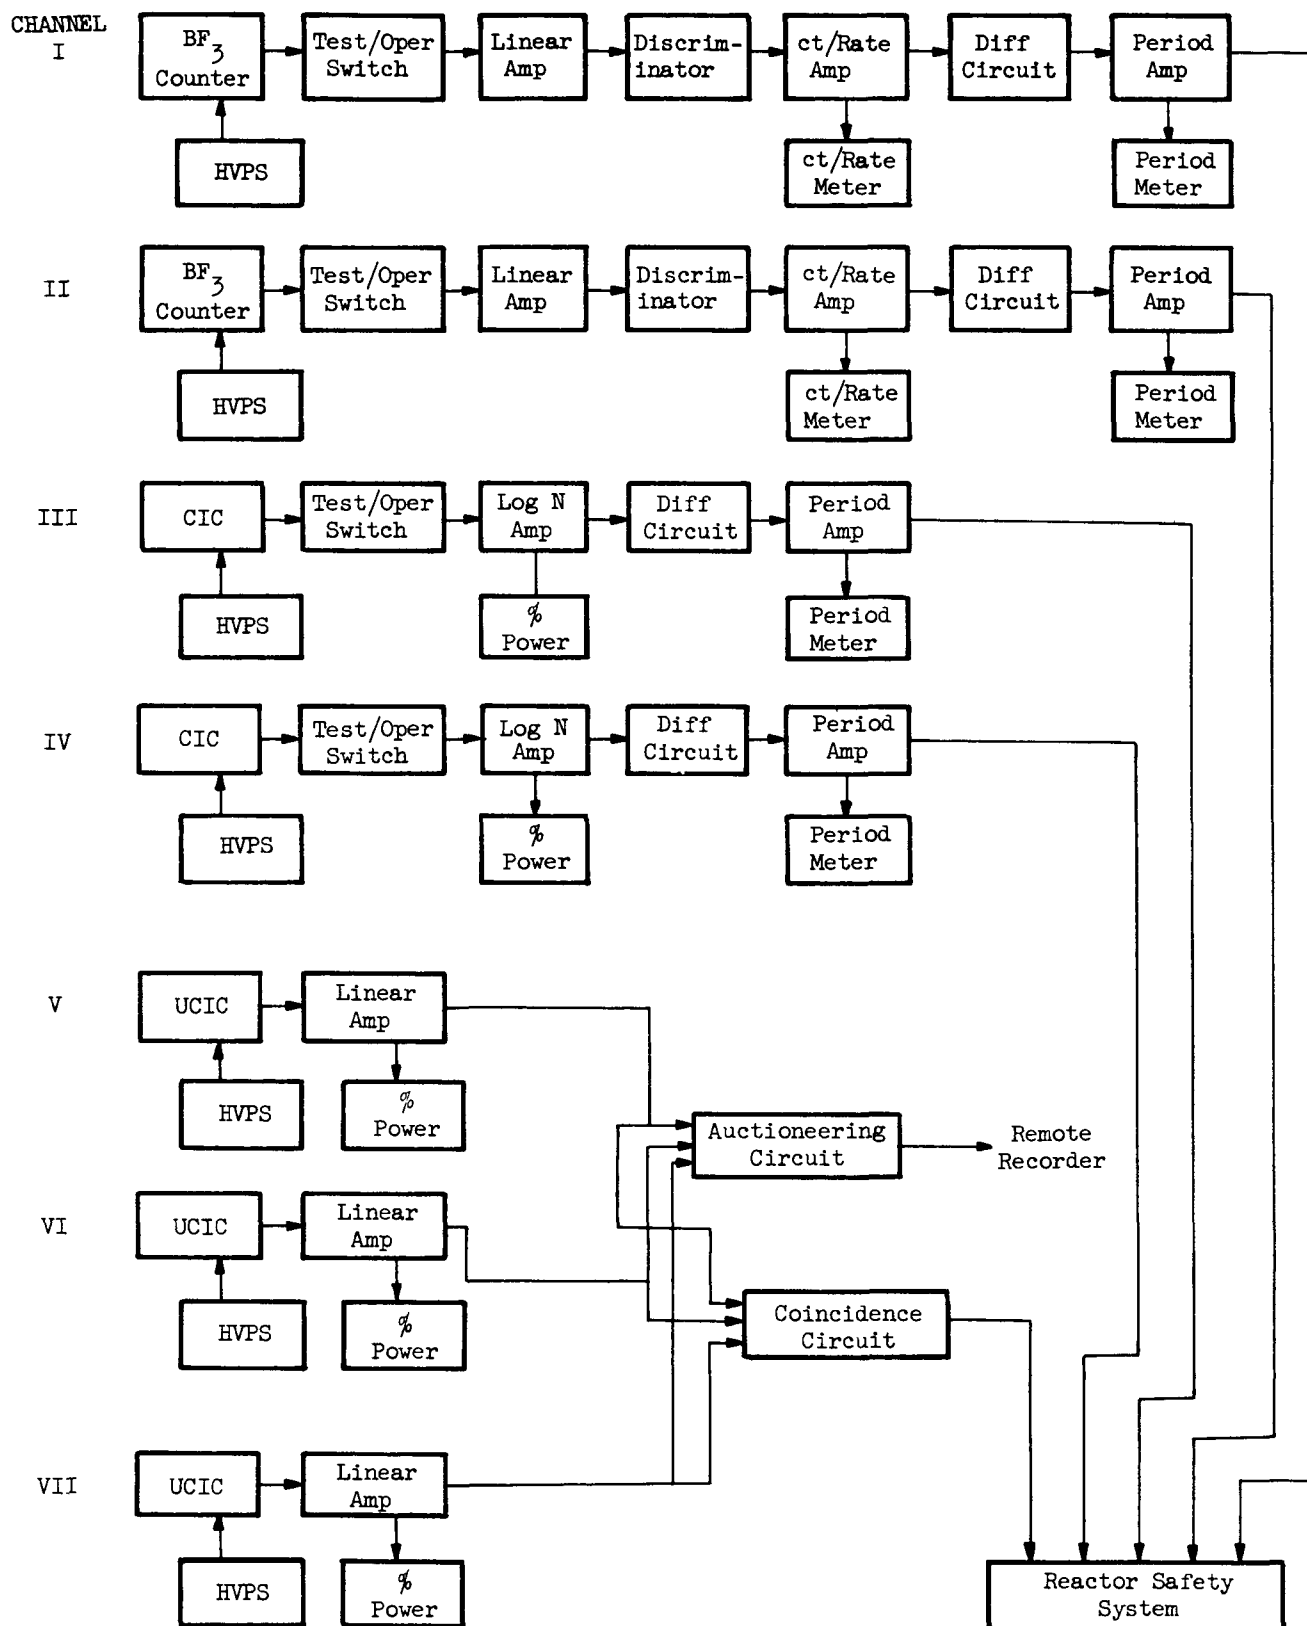 CHANNEL
I
BF3
Counter
Test/Oper
Switch
Linear
Amp
Discrim-
inator
ct/Rate
Amp
Diff
Circuit
Period
Amp
HVPS
ct/Rate
Meter
Period
Meter
II
BF3
Counter
Test/Oper
Switch
Linear
Amp
Discrim-
inator
ct/Rate
Amp
Diff
Circuit
Period
Amp
HVPS
ct/Rate
Meter
Period
Meter
III
CIC
Test/Oper
Switch
Log N
Amp
Diff
Circuit
Period
Amp
HVPS
%
Power
Period
Meter
IV
CIC
Test/Oper
Switch
Log N
Amp
Diff
Circuit
Period
Amp
HVPS
%
Power
Period
Meter
V
UCIC
Linear
Amp
HVPS
%
Power
Auctioneering
Circuit
Remote
Recorder
VI
UCIC
Linear
Amp
HVPS
%
Power
Coincidence
Circuit
VII
UCIC
Linear
Amp
HVPS
%
Power
Reactor Safety
System